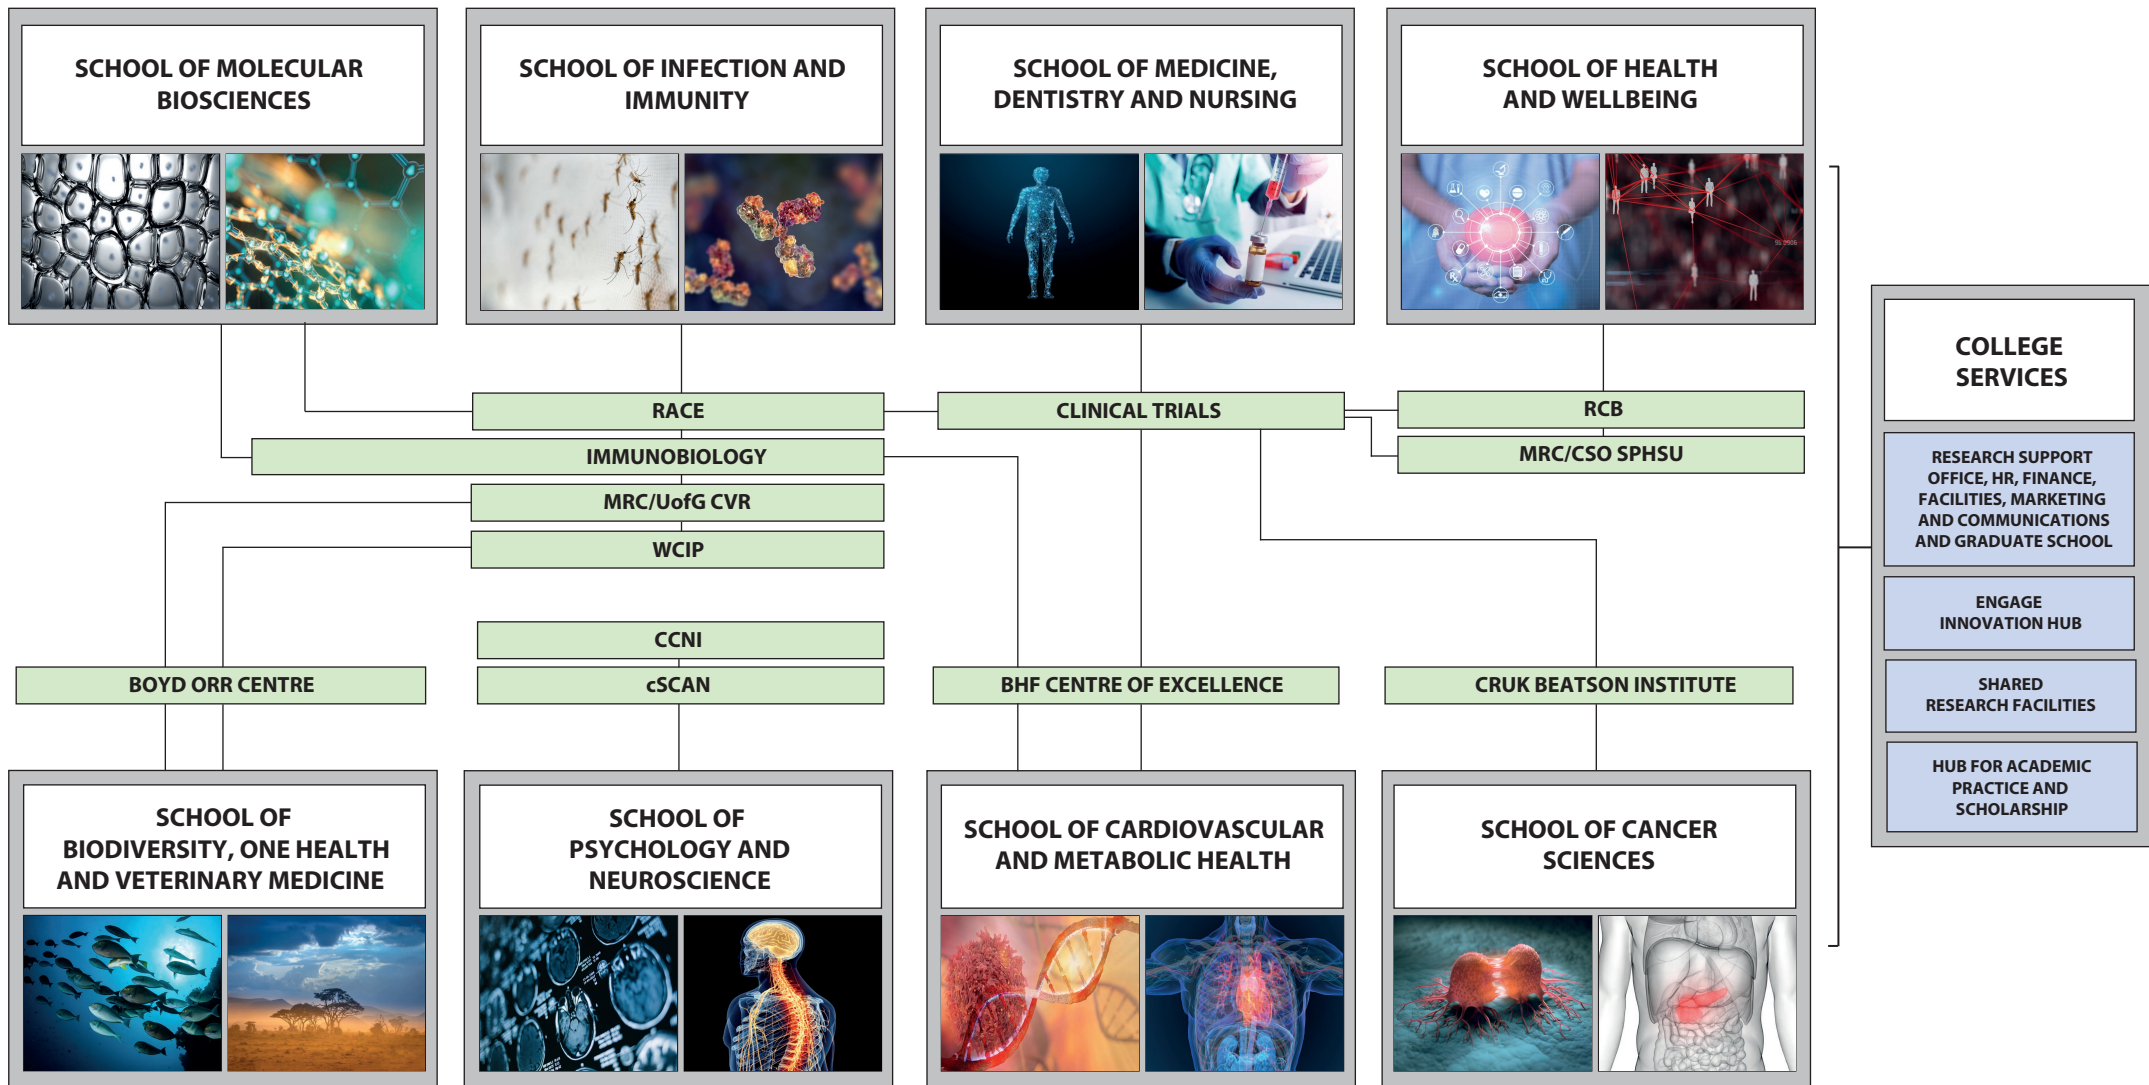 SCHOOL OF MOLECULAR
BIOSCIENCES
SCHOOL OF INFECTION AND
IMMUNITY
SCHOOL OF MEDICINE,
DENTISTRY AND NURSING
SCHOOL OF HEALTH
AND WELLBEING
RACE
CLINICAL TRIALS
RCB
IMMUNOBIOLOGY
MRC/CSO SPHSU
MRC/UofG CVR
WCIP
CCNI
BOYD ORR CENTRE
cSCAN
BHF CENTRE OF EXCELLENCE
CRUK BEATSON INSTITUTE
SCHOOL OF
BIODIVERSITY, ONE HEALTH
AND VETERINARY MEDICINE
SCHOOL OF
PSYCHOLOGY AND
NEUROSCIENCE
SCHOOL OF CARDIOVASCULAR
AND METABOLIC HEALTH
SCHOOL OF CANCER
SCIENCES
COLLEGE
SERVICES
RESEARCH SUPPORT
OFFICE, HR, FINANCE,
FACILITIES, MARKETING
AND COMMUNICATIONS
AND GRADUATE SCHOOL
ENGAGE
INNOVATION HUB
SHARED
RESEARCH FACILITIES
HUB FOR ACADEMIC
PRACTICE AND
SCHOLARSHIP